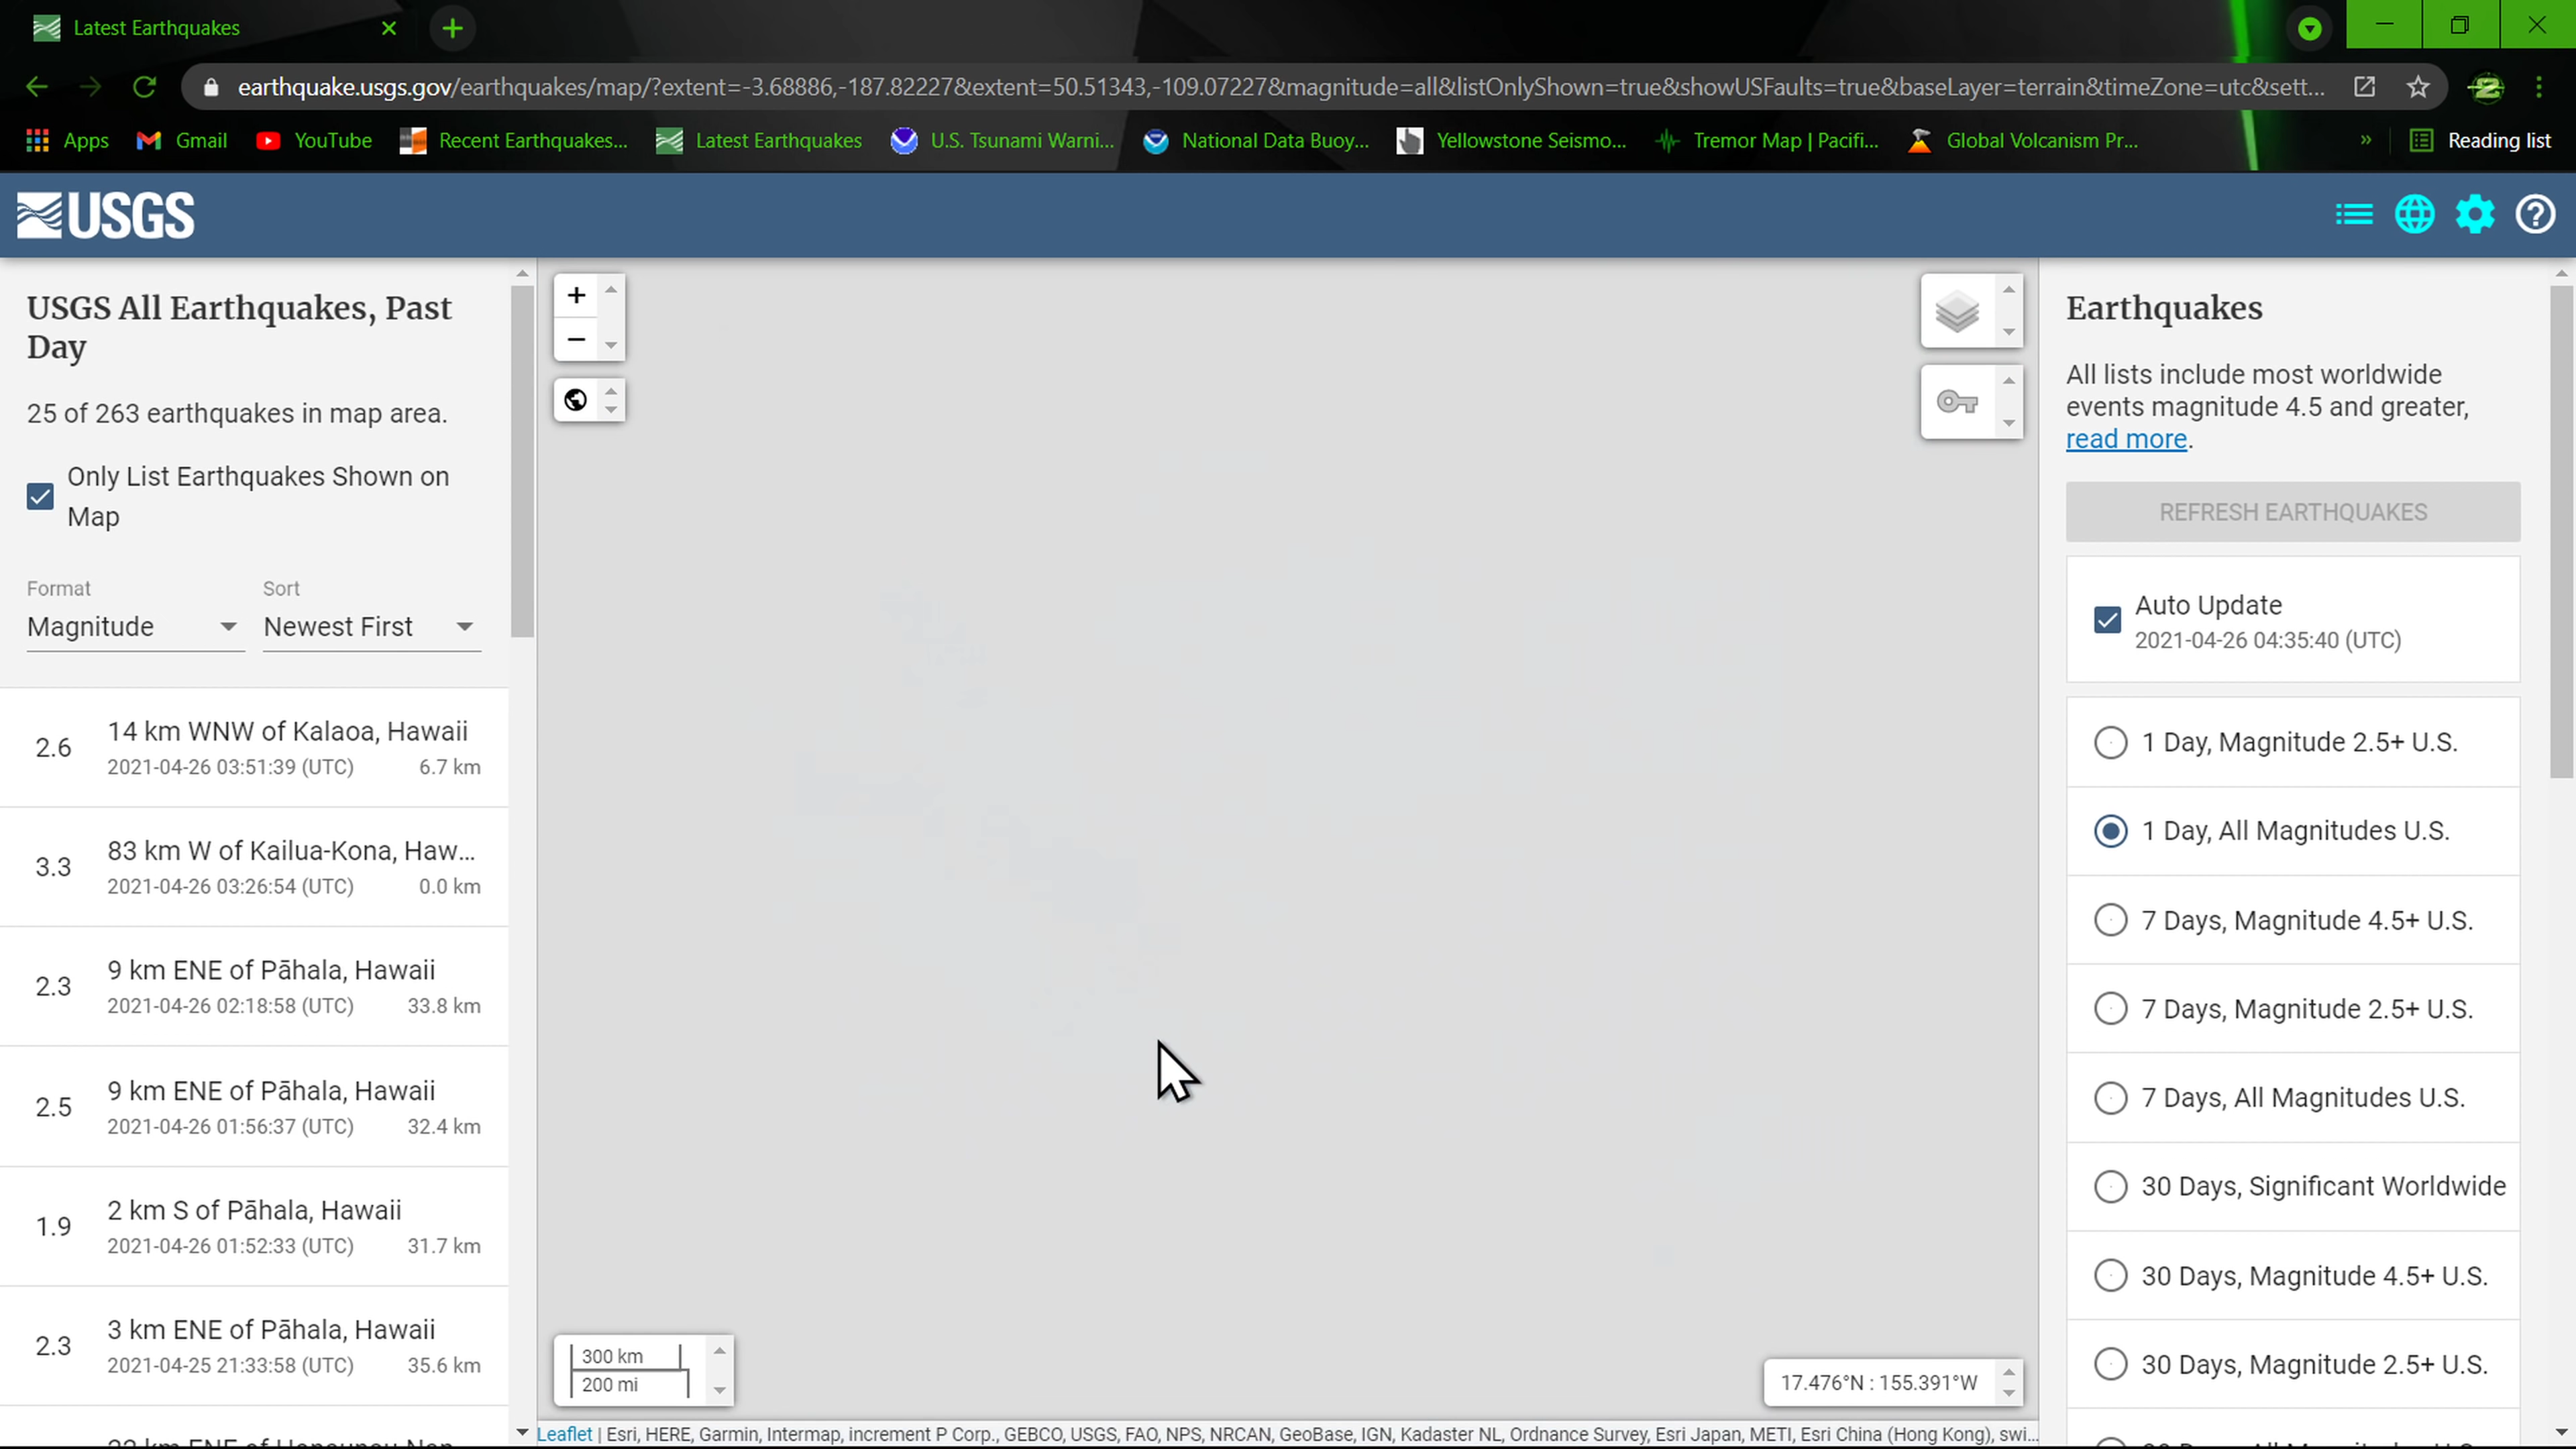 Latest Earthquakes
earthquake.usgs.gov/earthquakes/map/?extent=-3.68886,-187.82227&extent=50.51343,-109.07227&magnitude=all&listOnlyShown=true&showUSFaults=true&baseLayer=terrain&timeZone=utc&sett...
Apps Gmail YouTube Recent Earthquakes... Latest Earthquakes U.S. Tsunami Warni... National Data Buoy... Yellowstone Seismo... Tremor Map | Pacifi... Global Volcanism Pr... » Reading list
USGS
USGS All Earthquakes, Past
Day
25 of 263 earthquakes in map area.
Only List Earthquakes Shown on
Map
Format Sort
Magnitude Newest First
2.6 14 km WNW of Kalaoa, Hawaii
2021-04-26 03:51:39 (UTC) 6.7 km
3.3 83 km W of Kailua-Kona, Haw...
2021-04-26 03:26:54 (UTC) 0.0 km
2.3 9 km ENE of Pāhala, Hawaii
2021-04-26 02:18:58 (UTC) 33.8 km
2.5 9 km ENE of Pāhala, Hawaii
2021-04-26 01:56:37 (UTC) 32.4 km
1.9 2 km S of Pāhala, Hawaii
2021-04-26 01:52:33 (UTC) 31.7 km
2.3 3 km ENE of Pāhala, Hawaii
2021-04-25 21:33:58 (UTC) 35.6 km
+
−
300 km
200 mi
17.476°N : 155.391°W
Leaflet | Esri, HERE, Garmin, Intermap, increment P Corp., GEBCO, USGS, FAO, NPS, NRCAN, GeoBase, IGN, Kadaster NL, Ordnance Survey, Esri Japan, METI, Esri China (Hong Kong), swi...
Earthquakes
All lists include most worldwide
events magnitude 4.5 and greater,
read more.
REFRESH EARTHQUAKES
Auto Update
2021-04-26 04:35:40 (UTC)
1 Day, Magnitude 2.5+ U.S.
1 Day, All Magnitudes U.S.
7 Days, Magnitude 4.5+ U.S.
7 Days, Magnitude 2.5+ U.S.
7 Days, All Magnitudes U.S.
30 Days, Significant Worldwide
30 Days, Magnitude 4.5+ U.S.
30 Days, Magnitude 2.5+ U.S.